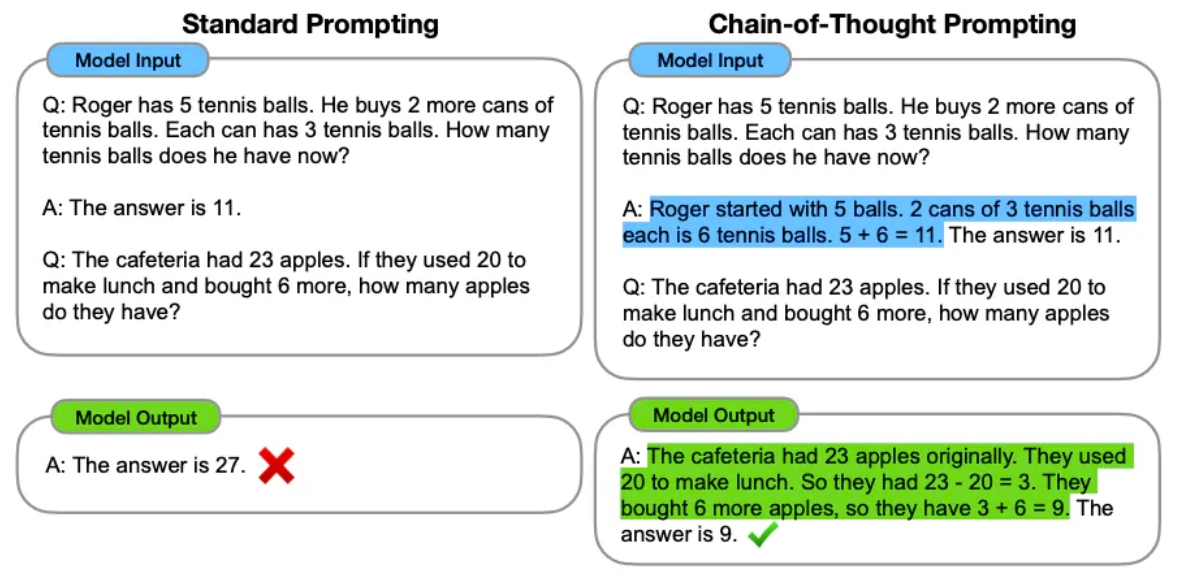 Standard Prompting
Model Input
Q: Roger has 5 tennis balls. He buys 2 more cans of
tennis balls. Each can has 3 tennis balls. How many
tennis balls does he have now?
A: The answer is 11.
Q: The cafeteria had 23 apples. If they used 20 to
make lunch and bought 6 more, how many apples
do they have?
Model Output
A: The answer is 27.
Chain-of-Thought Prompting
Model Input
Q: Roger has 5 tennis balls. He buys 2 more cans of
tennis balls. Each can has 3 tennis balls. How many
tennis balls does he have now?
A: Roger started with 5 balls. 2 cans of 3 tennis balls
each is 6 tennis balls. 5 + 6 = 11. The answer is 11.
Q: The cafeteria had 23 apples. If they used 20 to
make lunch and bought 6 more, how many apples
do they have?
Model Output
A: The cafeteria had 23 apples originally. They used
20 to make lunch. So they had 23 - 20 = 3. They
bought 6 more apples, so they have 3 + 6 = 9. The
answer is 9.